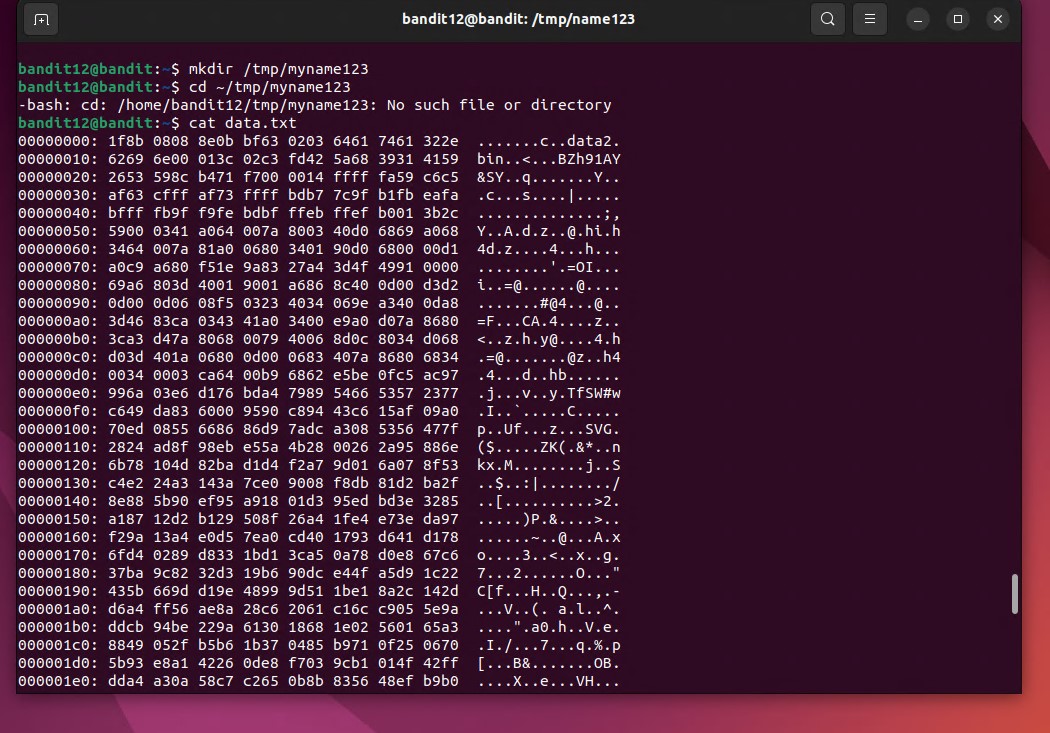 bandit12@bandit: /tmp/name123
bandit12@bandit:~$ mkdir /tmp/myname123
bandit12@bandit:~$ cd ~/tmp/myname123
-bash: cd: /home/bandit12/tmp/myname123: No such file or directory
bandit12@bandit:~$ cat data.txt
00000000: 1f8b 0808 8e0b bf63 0203 6461 7461 322e  .......c..data2.
00000010: 6269 6e00 013c 02c3 fd42 5a68 3931 4159  bin..<...BZh91AY
00000020: 2653 598c b471 f700 0014 ffff fa59 c6c5  &SY..q.......Y..
00000030: af63 cfff af73 ffff bdb7 7c9f b1fb eafa  .c...s....|.....
00000040: bfff fb9f f9fe bdbf ffeb ffef b001 3b2c  ..............;,
00000050: 5900 0341 a064 007a 8003 40d0 6869 a068  Y..A.d.z..@.hi.h
00000060: 3464 007a 81a0 0680 3401 90d0 6800 00d1  4d.z....4...h...
00000070: a0c9 a680 f51e 9a83 27a4 3d4f 4991 0000  ........'.=OI...
00000080: 69a6 803d 4001 9001 a686 8c40 0d00 d3d2  i..=@......@....
00000090: 0d00 0d06 08f5 0323 4034 069e a340 0da8  .......#@4...@..
000000a0: 3d46 83ca 0343 41a0 3400 e9a0 d07a 8680  =F...CA.4....z..
000000b0: 3ca3 d47a 8068 0079 4006 8d0c 8034 d068  <..z.h.y@....4.h
000000c0: d03d 401a 0680 0d00 0683 407a 8680 6834  .=@.......@z..h4
000000d0: 0034 0003 ca64 00b9 6862 e5be 0fc5 ac97  .4...d..hb......
000000e0: 996a 03e6 d176 bda4 7989 5466 5357 2377  .j...v..y.TfSW#w
000000f0: c649 da83 6000 9590 c894 43c6 15af 09a0  .I..`.....C.....
00000100: 70ed 0855 6686 86d9 7adc a308 5356 477f  p..Uf...z...SVG.
00000110: 2824 ad8f 98eb e55a 4b28 0026 2a95 886e  ($.....ZK(.&*..n
00000120: 6b78 104d 82ba d1d4 f2a7 9d01 6a07 8f53  kx.M........j..S
00000130: c4e2 24a3 143a 7ce0 9008 f8db 81d2 ba2f  ..$..:|......../
00000140: 8e88 5b90 ef95 a918 01d3 95ed bd3e 3285  ..[..........>2.
00000150: a187 12d2 b129 508f 26a4 1fe4 e73e da97  .....)P.&....>..
00000160: f29a 13a4 e0d5 7ea0 cd40 1793 d641 d178  ......~..@...A.x
00000170: 6fd4 0289 d833 1bd1 3ca5 0a78 d0e8 67c6  o....3..<..x..g.
00000180: 37ba 9c82 32d3 19b6 90dc e44f a5d9 1c22  7...2......O..."
00000190: 435b 669d d19e 4899 9d51 1be1 8a2c 142d  C[f...H..Q...,.-
000001a0: d6a4 ff56 ae8a 28c6 2061 c16c c905 5e9a  ...V..(. a.l..^.
000001b0: ddcb 94be 229a 6130 1868 1e02 5601 65a3  ....".a0.h..V.e.
000001c0: 8849 052f b5b6 1b37 0485 b971 0f25 0670  .I./...7...q.%.p
000001d0: 5b93 e8a1 4226 0de8 f703 9cb1 014f 42ff  [...B&.......OB.
000001e0: dda4 a30a 58c7 c265 0b8b 8356 48ef b9b0  ....X..e...VH...